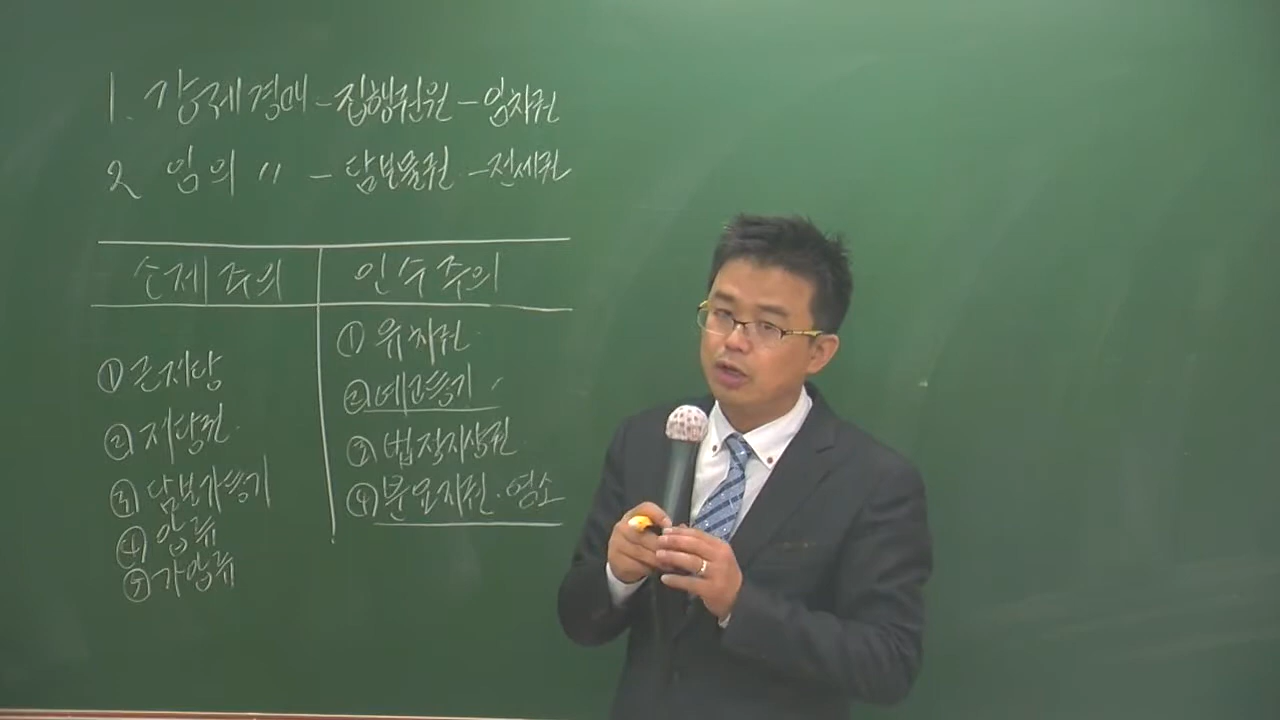 1. 강제경매 - 집행권원 - 임차권
2. 임의 〃 - 담보물권 - 전세권
소제주의 인수주의
① 근저당
② 저당권
③ 담보가등기
④ 압류
⑤ 가압류
① 유치권
② 예고등기
③ 법정지상권
④ 분묘기지권 ·